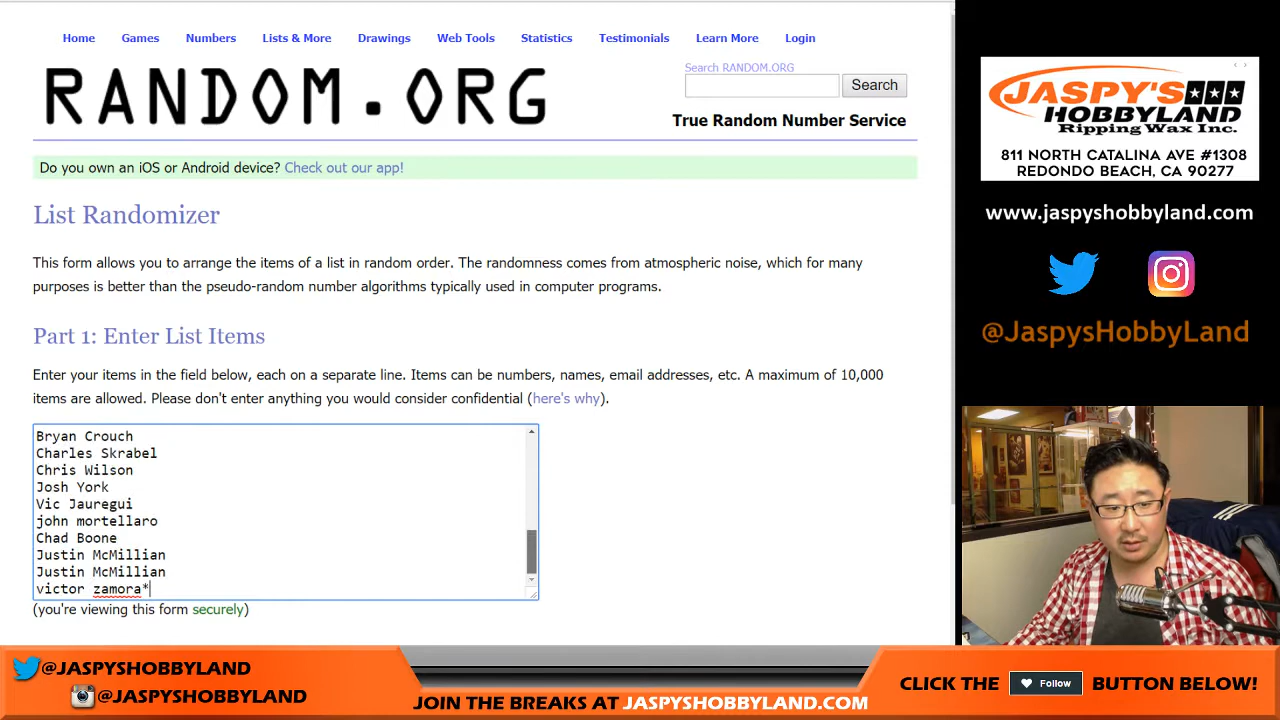 Home Games Numbers Lists & More Drawings Web Tools Statistics Testimonials Learn More Login
RANDOM.ORG
Search RANDOM.ORG
Search
True Random Number Service
Do you own an iOS or Android device? Check out our app!
List Randomizer
This form allows you to arrange the items of a list in random order. The randomness comes from atmospheric noise, which for many
purposes is better than the pseudo-random number algorithms typically used in computer programs.
Part 1: Enter List Items
Enter your items in the field below, each on a separate line. Items can be numbers, names, email addresses, etc. A maximum of 10,000
items are allowed. Please don't enter anything you would consider confidential (here's why).
Bryan Crouch
Charles Skrabel
Chris Wilson
Josh York
Vic Jauregui
john mortellaro
Chad Boone
Justin McMillian
Justin McMillian
victor zamora*
(you're viewing this form securely)
JASPY'S
HOBBYLAND
Ripping Wax Inc.
811 NORTH CATALINA AVE #1308
REDONDO BEACH, CA 90277
www.jaspyshobbyland.com
@JaspysHobbyLand
@JASPYSHOBBYLAND
@JASPYSHOBBYLAND
JOIN THE BREAKS AT JASPYSHOBBYLAND.COM
CLICK THE Follow BUTTON BELOW!